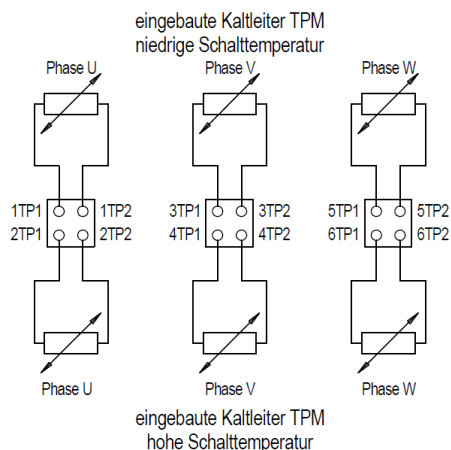 eingebaute Kaltleiter TPM
niedrige Schalttemperatur
Phase U Phase V Phase W
1TP1 1TP2 3TP1 3TP2 5TP1 5TP2
2TP1 2TP2 4TP1 4TP2 6TP1 6TP2
Phase U Phase V Phase W
eingebaute Kaltleiter TPM
hohe Schalttemperatur